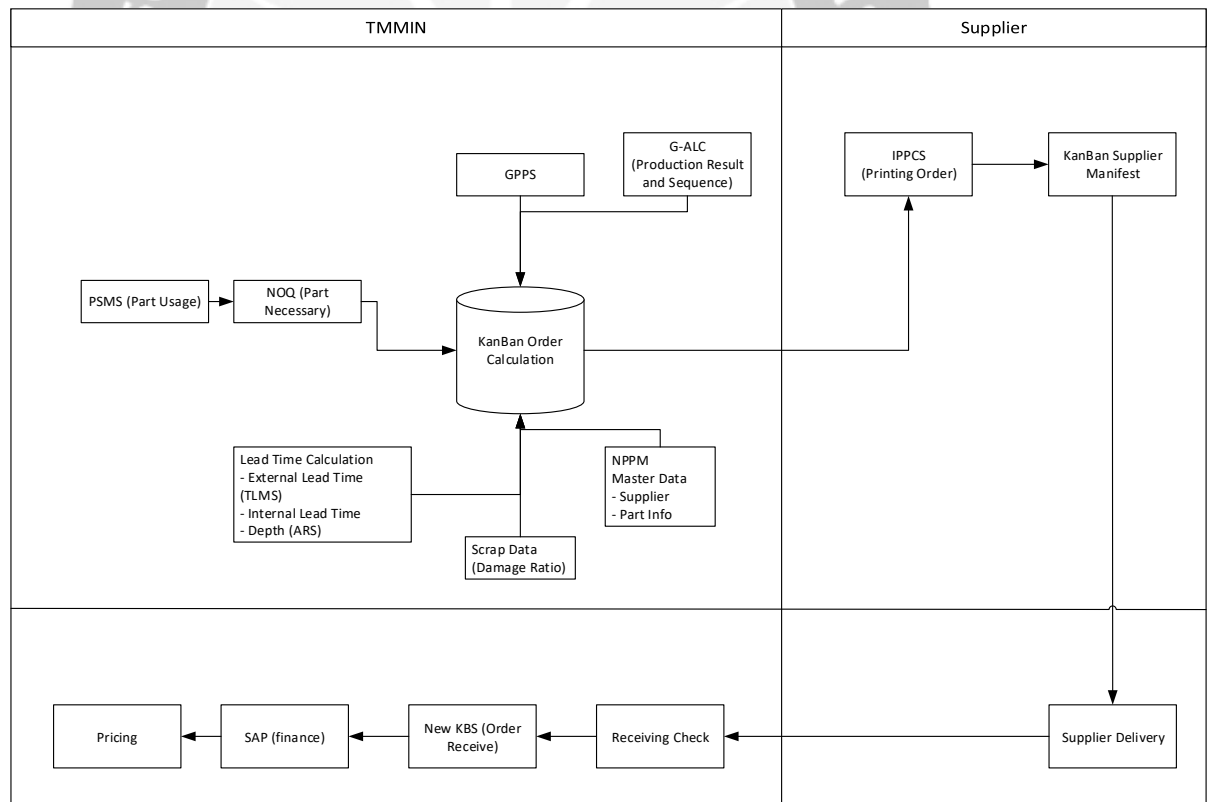 TMMIN
Supplier
G-ALC
(Production Result
and Sequence)
GPPS
IPPCS
(Printing Order)
KanBan Supplier
Manifest
PSMS (Part Usage)
NOQ (Part
Necessary)
KanBan Order
Calculation
Lead Time Calculation
- External Lead Time
(TLMS)
- Internal Lead Time
- Depth (ARS)
NPPM
Master Data
- Supplier
- Part Info
Scrap Data
(Damage Ratio)
Pricing
SAP (finance)
New KBS (Order
Receive)
Receiving Check
Supplier Delivery